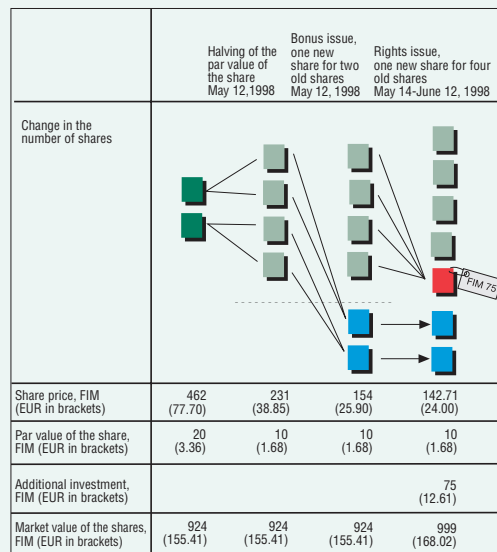 Halving of the
par value of
the share
May 12,1998
Bonus issue,
one new
share for two
old shares
May 12, 1998
Rights issue,
one new share for four
old shares
May 14-June 12, 1998
Change in the
number of shares
FIM 75
Share price, FIM 462 231 154 142.71
(EUR in brackets) (77.70) (38.85) (25.90) (24.00)
Par value of the share, 20 10 10 10
FIM (EUR in brackets) (3.36) (1.68) (1.68) (1.68)
Additional investment, 75
FIM (EUR in brackets) (12.61)
Market value of the shares, 924 924 924 999
FIM (EUR in brackets) (155.41) (155.41) (155.41) (168.02)